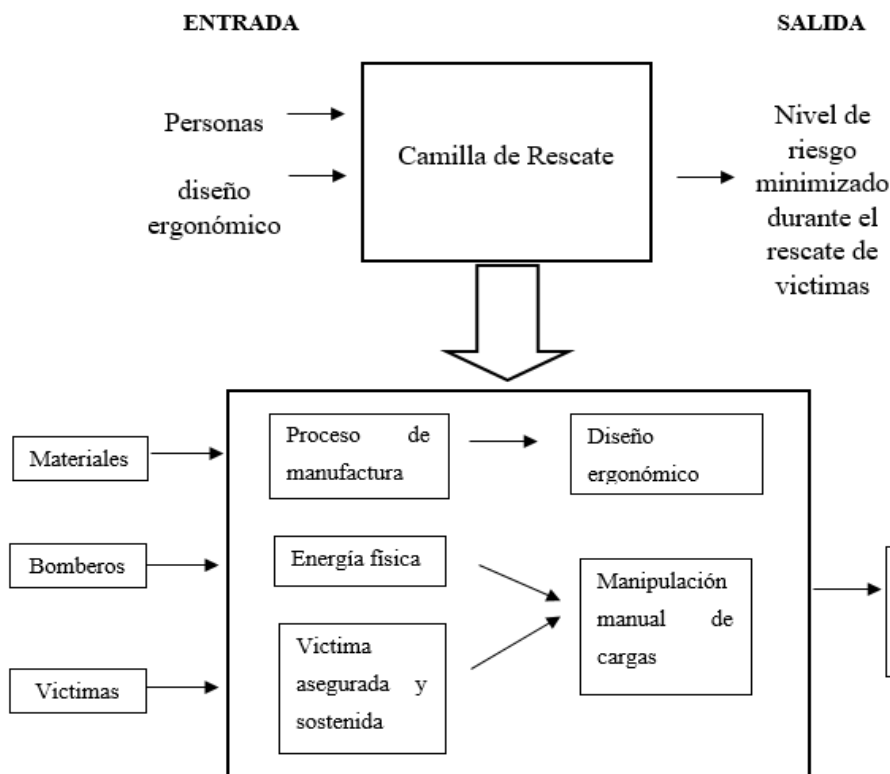 ENTRADA
SALIDA
Personas
diseño
ergonómico
Camilla de Rescate
Nivel de
riesgo
minimizado
durante el
rescate de
victimas
Materiales
Proceso de
manufactura
Diseño
ergonómico
Bomberos
Energía física
Manipulación
manual de
cargas
Victimas
Victima
asegurada y
sostenida